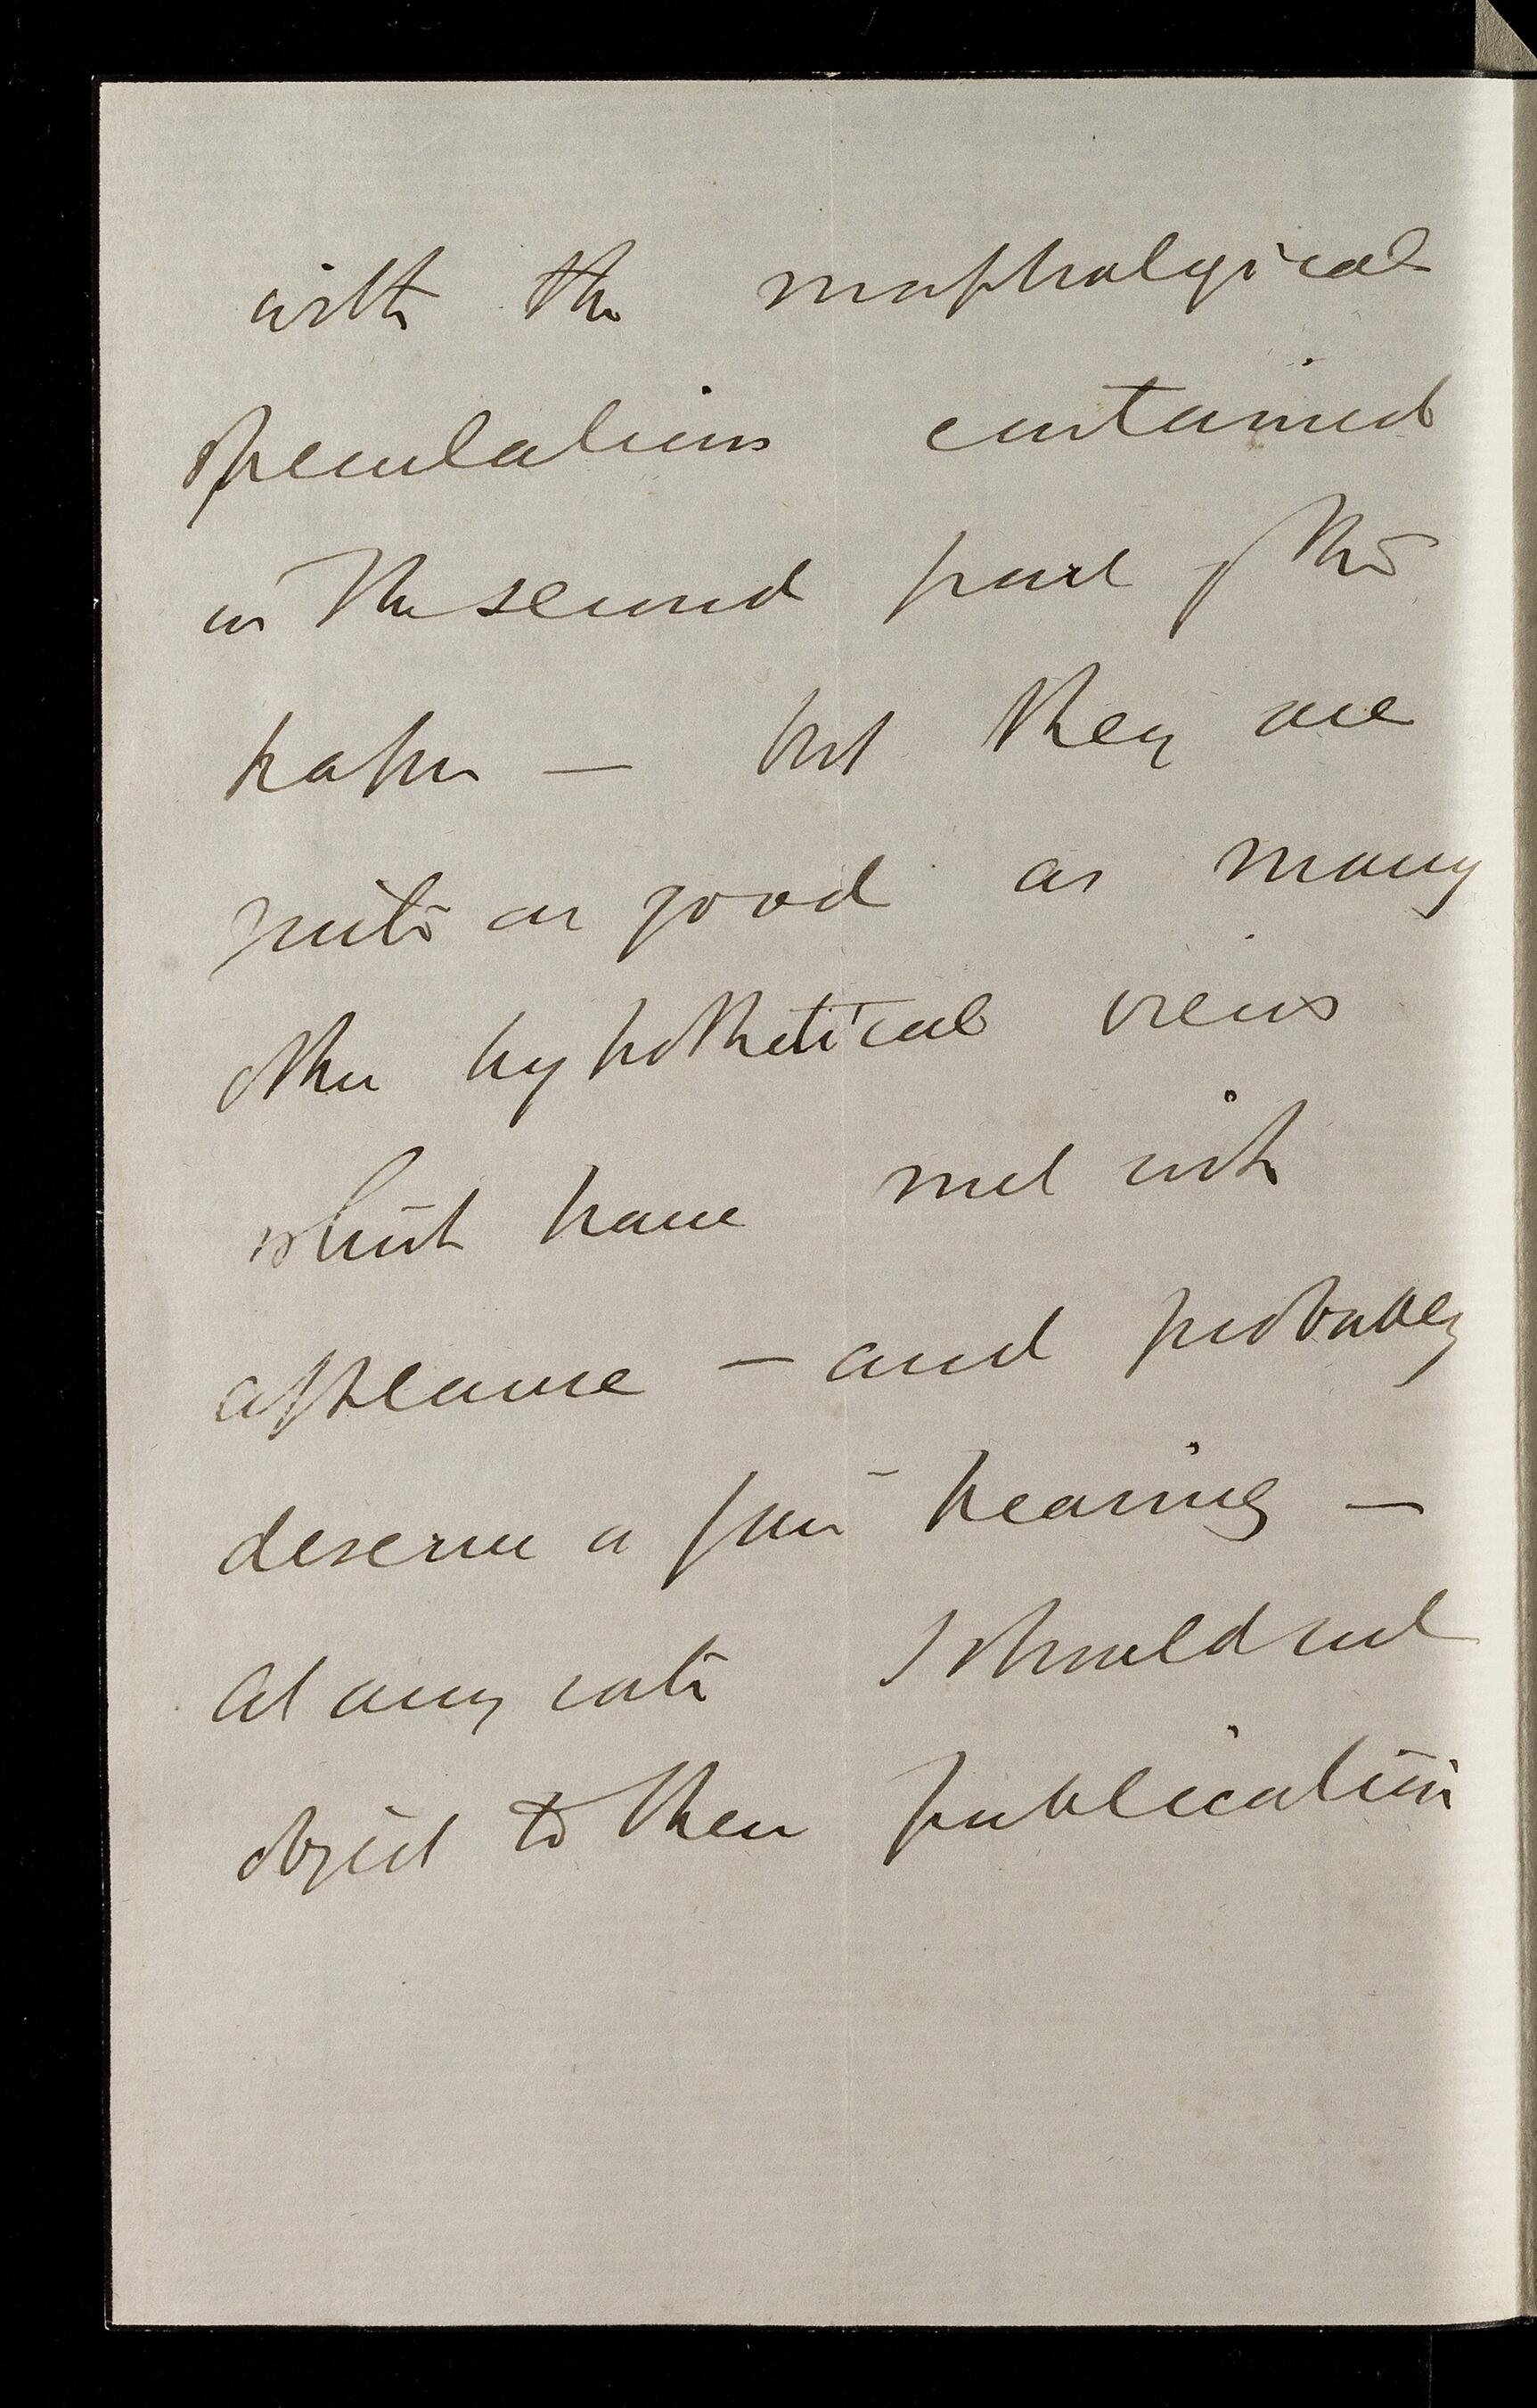 with the morphological
speculations contained
in the second part of the
paper — but they are
quite as good as many
other hypothetical views
which have met with
applause — and probably
deserve a fair hearing —
At any rate I should not
object to their publication